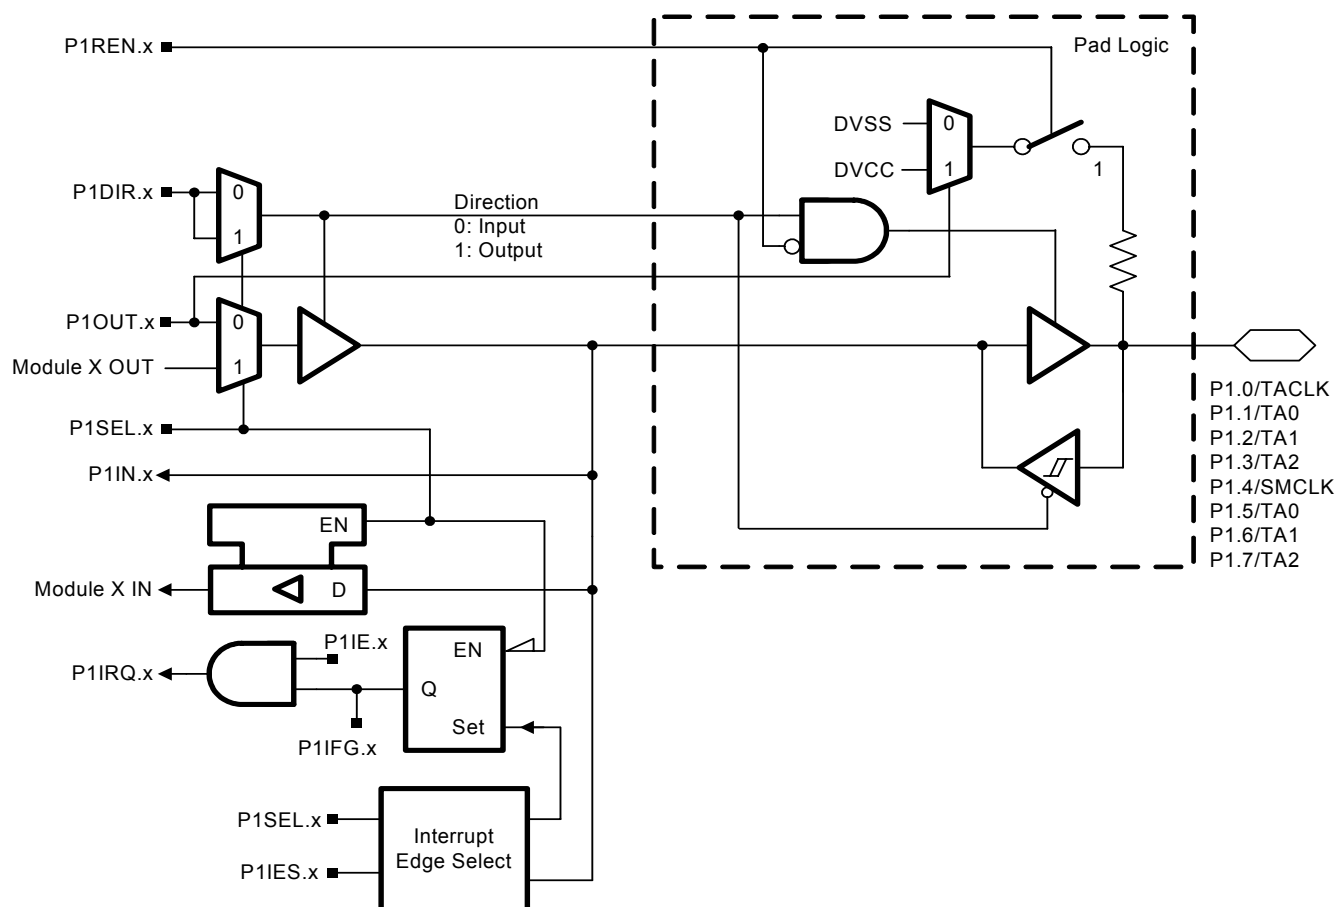 P1REN.x
Pad Logic
DVSS
0
DVCC
1
1
P1DIR.x
0
1
Direction
0: Input
1: Output
P1OUT.x
0
Module X OUT
1
P1SEL.x
P1IN.x
EN
Module X IN
D
P1.0/TACLK
P1.1/TA0
P1.2/TA1
P1.3/TA2
P1.4/SMCLK
P1.5/TA0
P1.6/TA1
P1.7/TA2
P1IE.x
P1IRQ.x
EN
Q
Set
P1IFG.x
P1SEL.x
P1IES.x
Interrupt
Edge Select